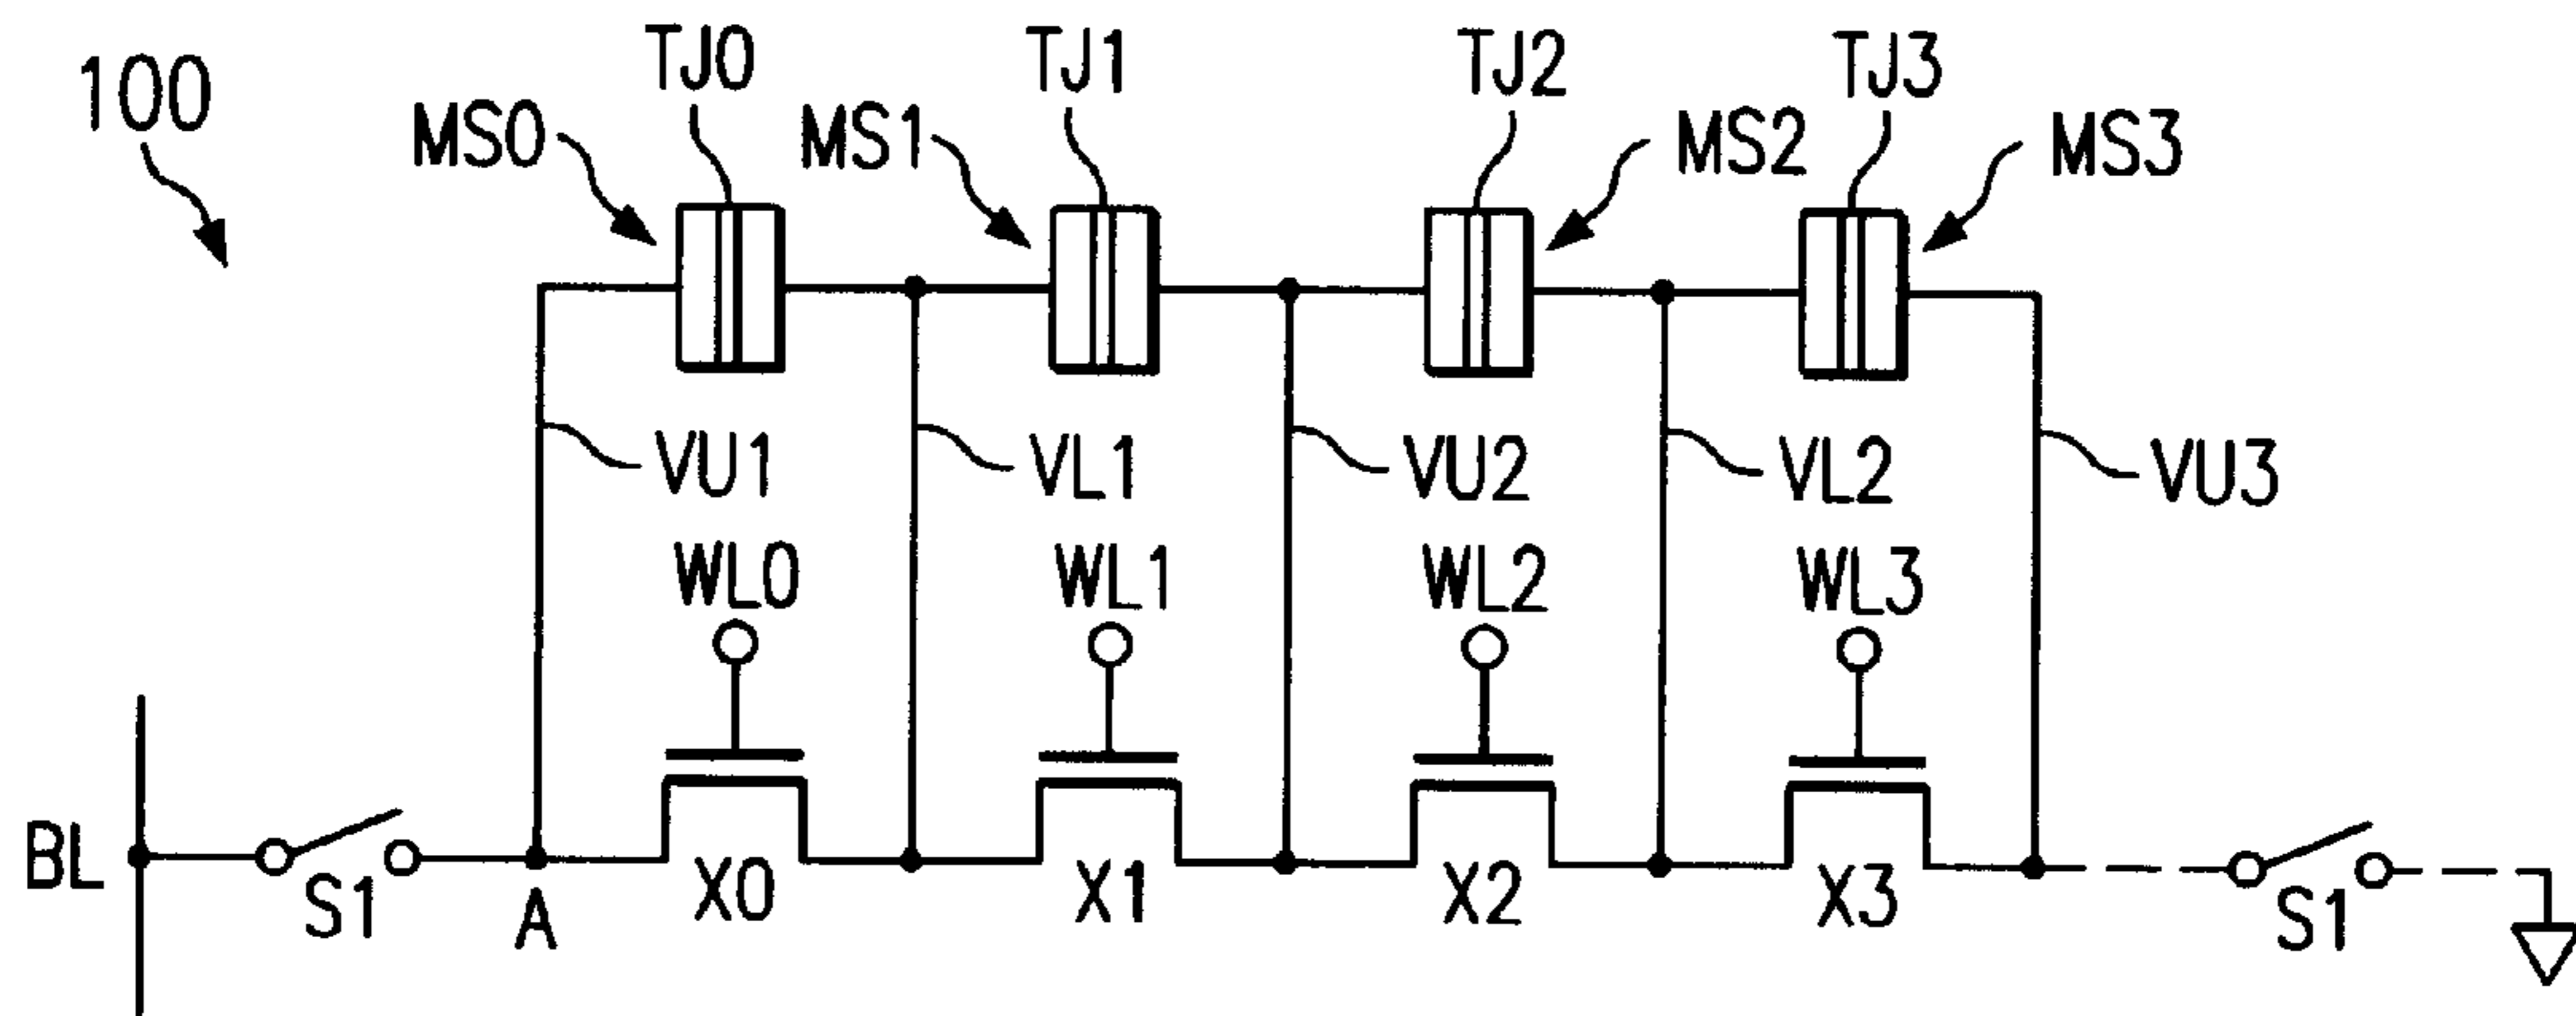 100
TJ0
TJ1
TJ2
TJ3
MS0
MS1
MS2
MS3
VU1
VL1
VU2
VL2
VU3
WL0
WL1
WL2
WL3
BL
S1
A
X0
X1
X2
X3
S1